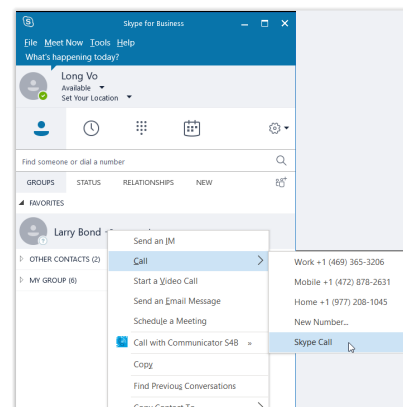 Skype for Business
File Meet Now Tools Help
What's happening today?
Long Vo
Available
Set Your Location
Find someone or dial a number
GROUPS STATUS RELATIONSHIPS NEW
FAVORITES
Larry Bond
Send an IM
OTHER CONTACTS (2)
Call
Work +1 (469) 365-3206
MY GROUP (6)
Start a Video Call
Mobile +1 (472) 878-2631
Send an Email Message
Home +1 (977) 208-1045
Schedule a Meeting
New Number...
Call with Communicator S4B »
Skype Call
Copy
Find Previous Conversations
Copy Contact To